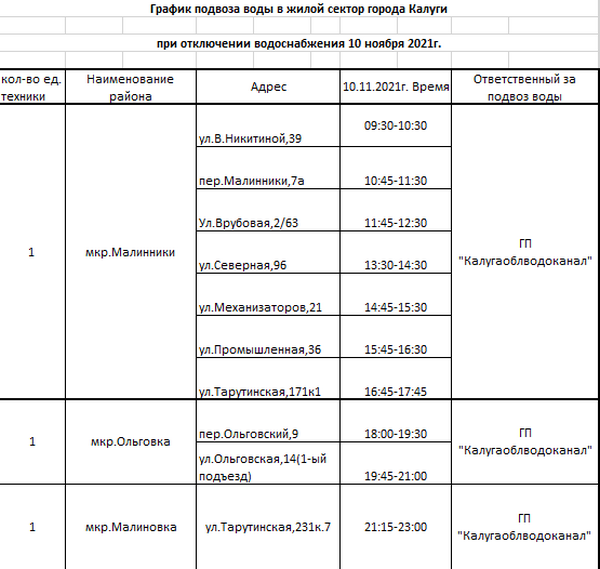 График подвоза воды в жилой сектор города Калуги
при отключении водоснабжения 10 ноября 2021г.
кол-во ед. техники
Наименование района
Адрес
10.11.2021г. Время
Ответственный за подвоз воды
1
мкр.Малинники
ул.В.Никитиной,39
09:30-10:30
пер.Малинники,7а
10:45-11:30
Ул.Врубовая,2/63
11:45-12:30
ул.Северная,96
13:30-14:30
ул.Механизаторов,21
14:45-15:30
ул.Промышленная,36
15:45-16:30
ул.Тарутинская,171к1
16:45-17:45
ГП
"Калугаоблводоканал"
1
мкр.Ольговка
пер.Ольговский,9
18:00-19:30
ул.Ольговская,14(1-ый
подъезд)
19:45-21:00
ГП
"Калугаоблводоканал"
1
мкр.Малиновка
ул.Тарутинская,231к.7
21:15-23:00
ГП
"Калугаоблводоканал"